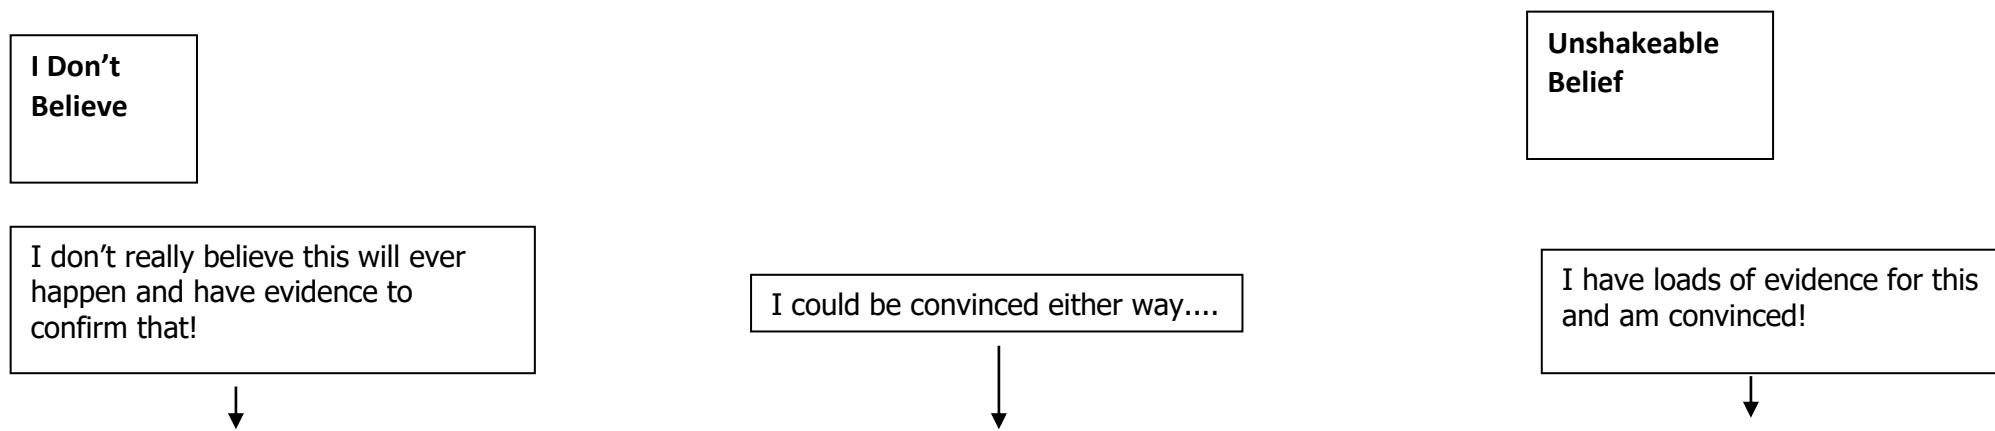 I Don’t
Believe
Unshakeable
Belief
I don’t really believe this will ever
happen and have evidence to
confirm that!
I could be convinced either way....
I have loads of evidence for this
and am convinced!